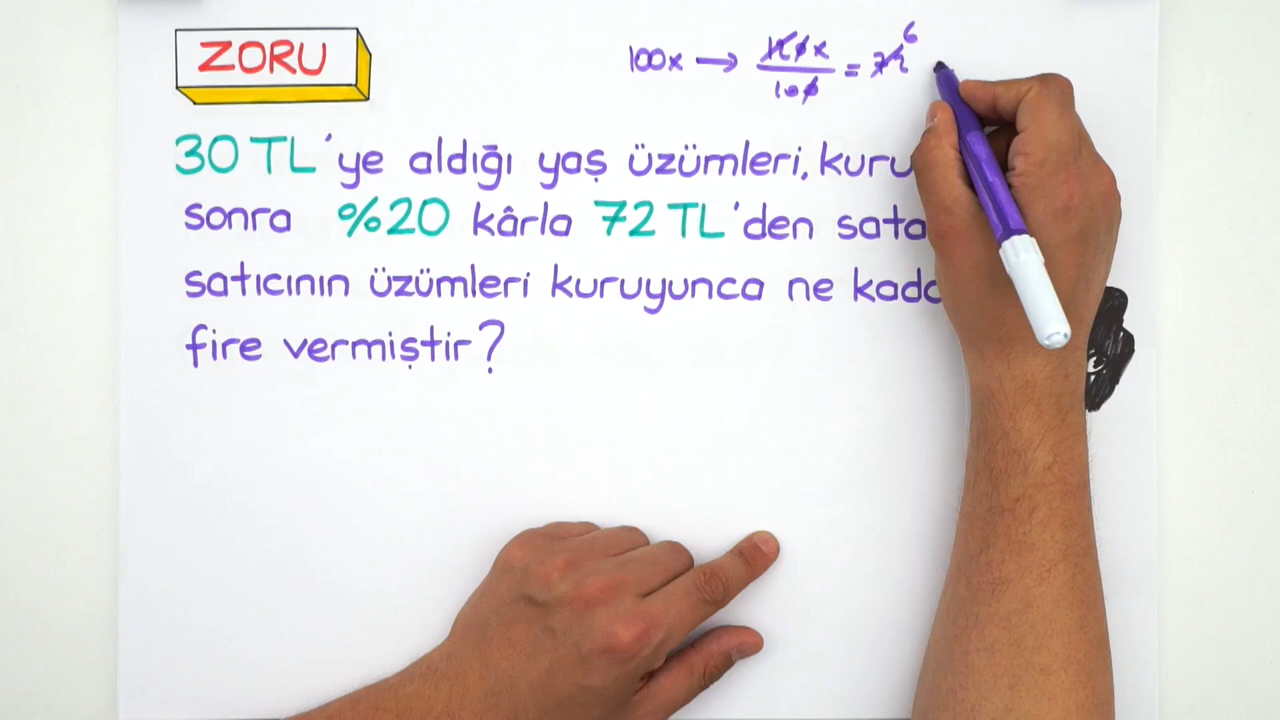 ZORU
100x → 120x / 100 = 72 6
30 TL'ye aldığı yaş üzümleri, kuru
sonra %20 kârla 72 TL'den sata
satıcının üzümleri kuruyunca ne kada
fire vermiştir?